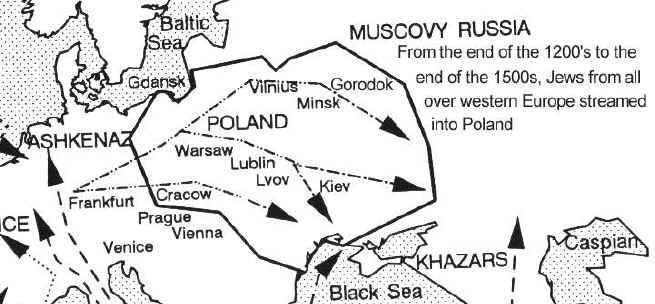 MUSCOVY RUSSIA
From the end of the 1200's to the
end of the 1500s, Jews from all
over western Europe streamed
into Poland
Baltic
Sea
Gdansk
Vilnius
Gorodok
Minsk
ASHKENAZ
POLAND
Warsaw
Lublin
Lvov
Kiev
Frankfurt
Cracow
Prague
Vienna
ICE
Venice
KHAZARS
Caspian
Black Sea